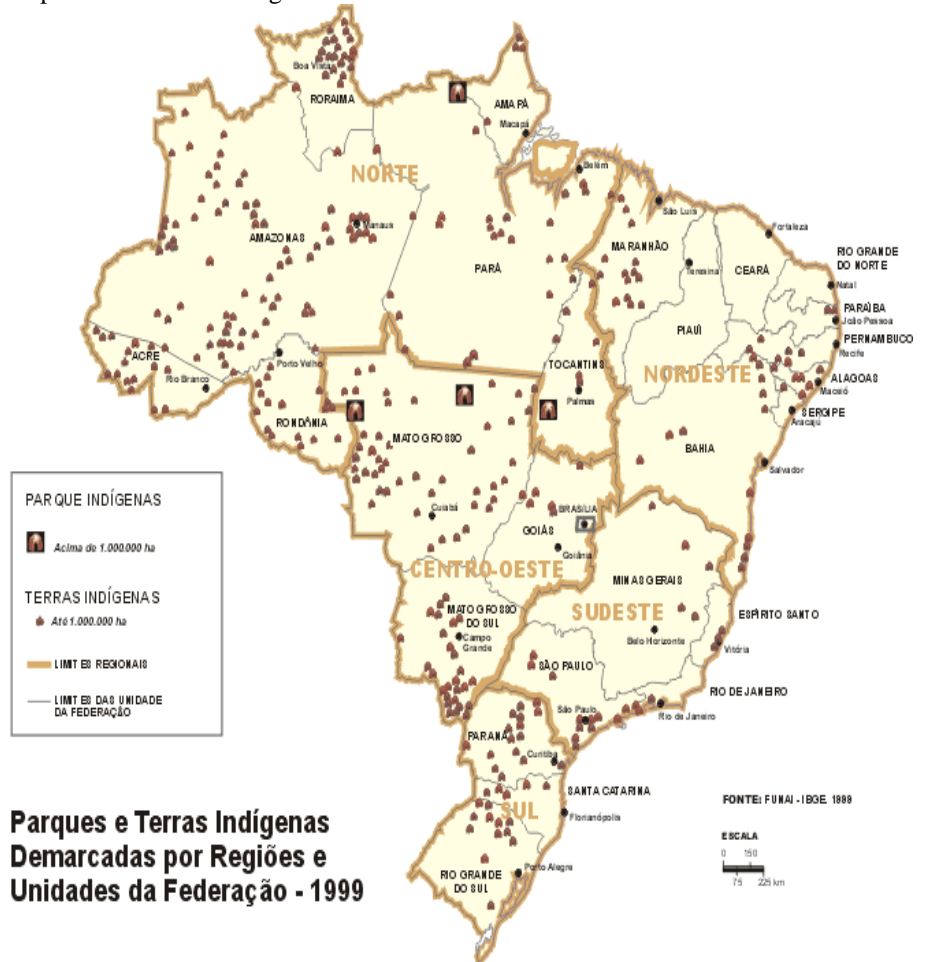 Boa Vista
RORAIMA
AMAPÁ
Macapá
NORTE
Belém
São Luis
Fortaleza
Manaus
AMAZONAS
MARANHÃO
CEARÁ
RIO GRANDE
DO NORTE
PARÁ
Teresina
Natal
PARAÍBA
João Pessoa
PIAUÍ
PERNAMBUCO
Recife
ACRE
Porto Velho
TOCANTINS
NORDESTE
ALAGOAS
Maceió
Rio Branco
Palmas
SERGIPE
Aracajú
RONDÂNIA
MATO GROSSO
BAHIA
Salvador
Cuiabá
BRASÍLIA
GOIÁS
Goiânia
CENTRO-OESTE
MINAS GERAIS
SUDESTE
ESPÍRITO SANTO
MATO GROSSO
DO SUL
Campo
Grande
Belo Horizonte
Vitória
SÃO PAULO
RIO DE JANEIRO
São Paulo
Rio de Janeiro
PARANÁ
Curitiba
SANTA CATARINA
SUL
Florianópolis
RIO GRANDE
DO SUL
Porto Alegre
PARQUE INDÍGENAS
Acima de 1.000.000 ha
TERRAS INDÍGENAS
Até 1.000.000 ha
LIMITES REGIONAIS
LIMITES DAS UNIDADE
DA FEDERAÇÃO
Parques e Terras Indígenas
Demarcadas por Regiões e
Unidades da Federação - 1999
FONTE: FUNAI - IBGE. 1999
ESCALA
0 150
75 225 km